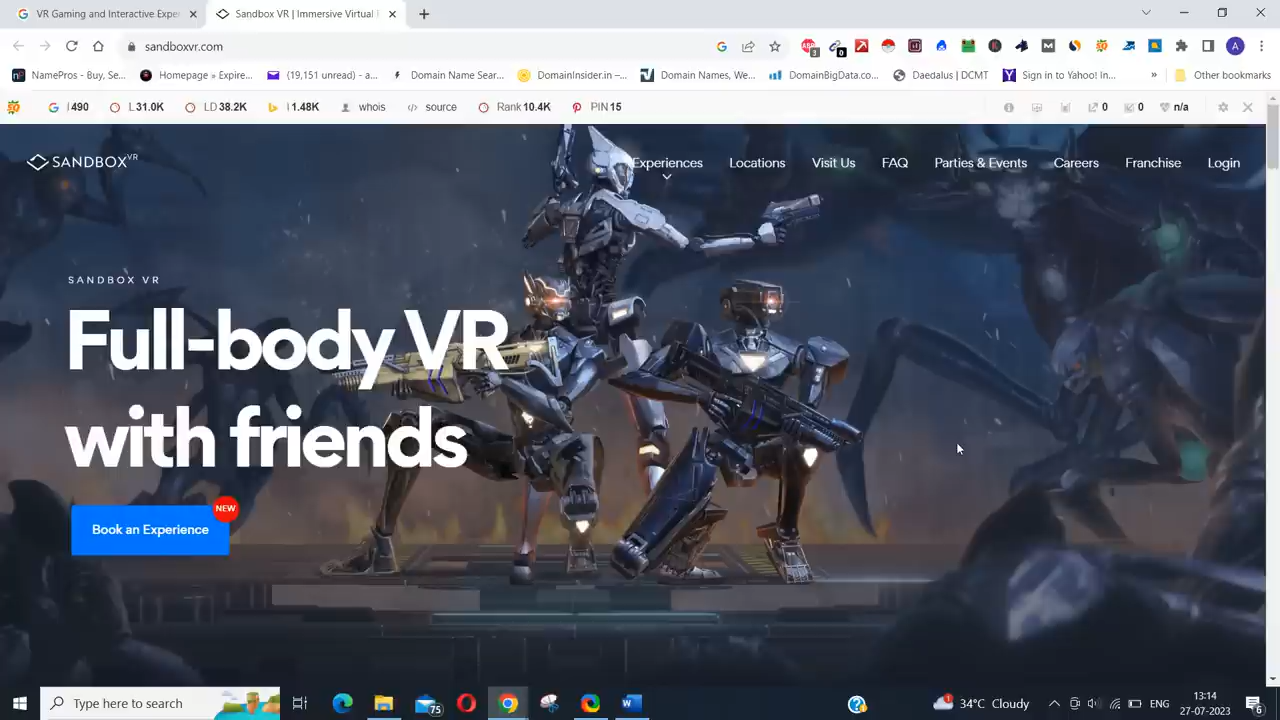 VR Gaming and Interactive Exper
Sandbox VR | Immersive Virtual
sandboxvr.com
NamePros - Buy, Se...
Homepage » Expire...
(19,151 unread) - a...
Domain Name Sear...
DomainInsider.in –...
Domain Names, We...
DomainBigData.co...
Daedalus | DCMT
Sign in to Yahoo! In...
Other bookmarks
I 490
L 31.0K
LD 38.2K
I 1.48K
whois
source
Rank 10.4K
PIN 15
0
0
n/a
SANDBOX VR
Experiences
Locations
Visit Us
FAQ
Parties & Events
Careers
Franchise
Login
SANDBOX VR
Full-body VR
with friends
NEW
Book an Experience
Type here to search
75
1
34°C Cloudy
ENG
13:14
27-07-2023
6